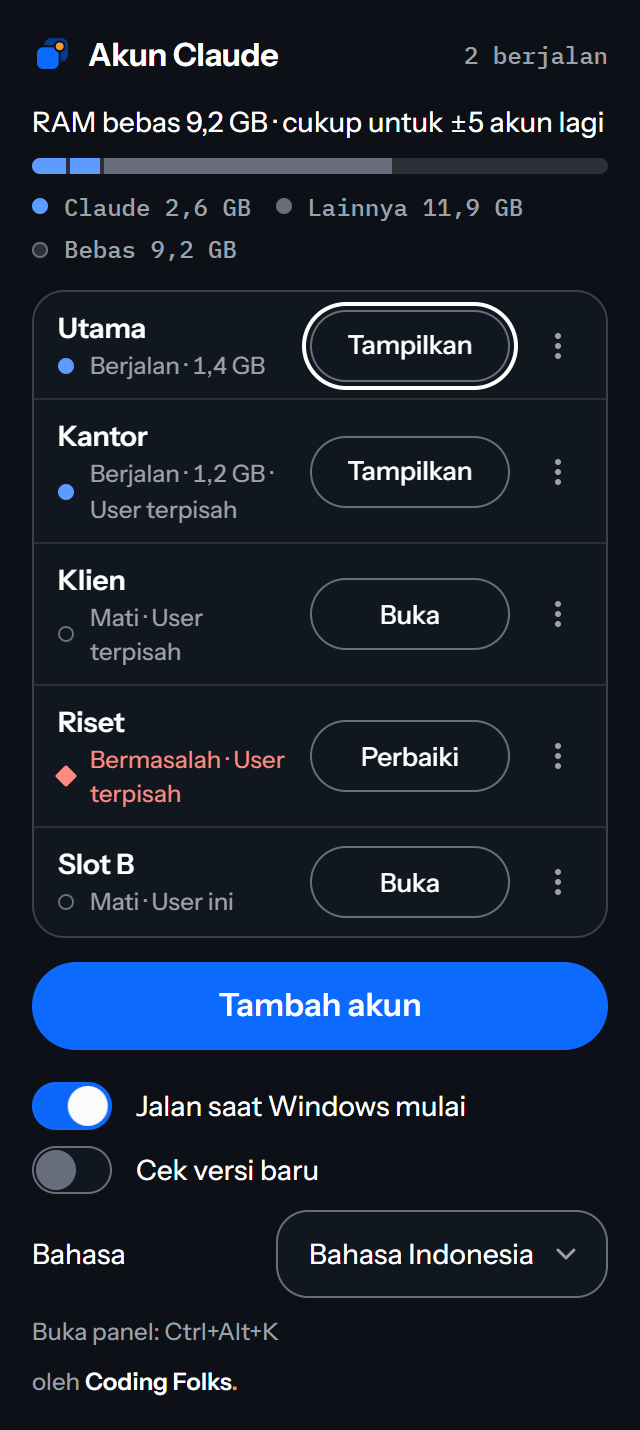 Akun Claude
2 berjalan
RAM bebas 9,2 GB · cukup untuk ±5 akun lagi
Claude 2,6 GB
Lainnya 11,9 GB
Bebas 9,2 GB
Utama
Berjalan · 1,4 GB
Tampilkan
Kantor
Berjalan · 1,2 GB ·
User terpisah
Tampilkan
Klien
Mati · User
terpisah
Buka
Riset
Bermasalah · User
terpisah
Perbaiki
Slot B
Mati · User ini
Buka
Tambah akun
Jalan saat Windows mulai
Cek versi baru
Bahasa
Bahasa Indonesia
Buka panel: Ctrl+Alt+K
oleh Coding Folks.